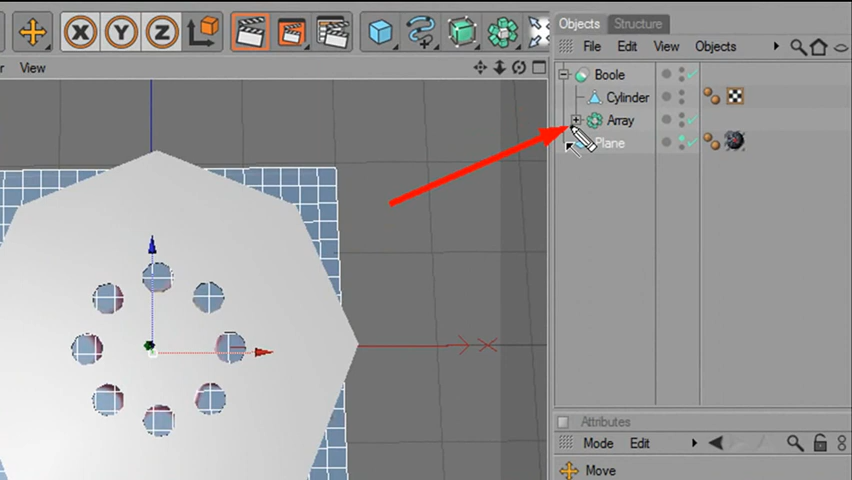 X Y Z
Objects Structure
File Edit View Objects
r View
Boole
Cylinder
Array
Plane
Attributes
Mode Edit
Move